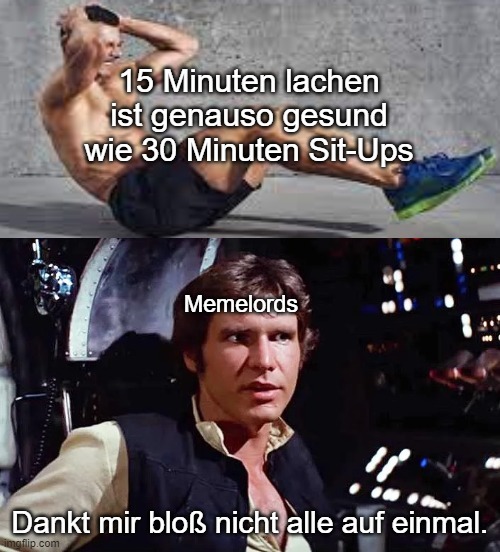 15 Minuten lachen
ist genauso gesund
wie 30 Minuten Sit-Ups
Memelords
Dankt mir bloß nicht alle auf einmal.
imgflip.com